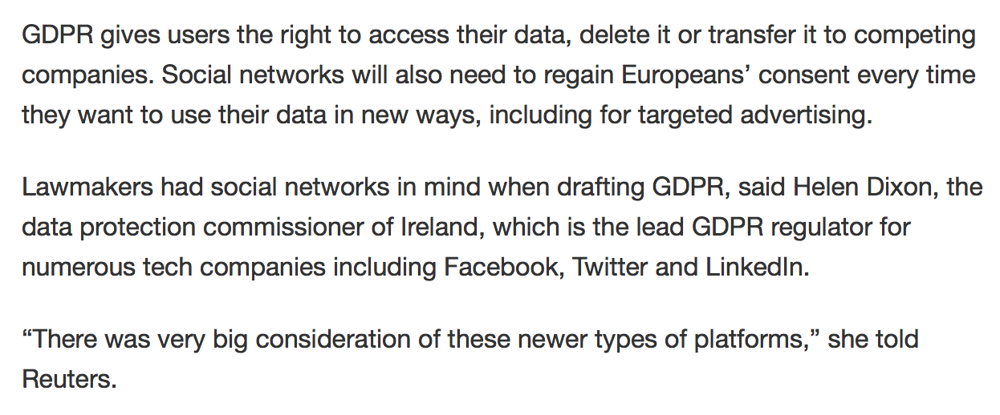 GDPR gives users the right to access their data, delete it or transfer it to competing
companies. Social networks will also need to regain Europeans’ consent every time
they want to use their data in new ways, including for targeted advertising.
Lawmakers had social networks in mind when drafting GDPR, said Helen Dixon, the
data protection commissioner of Ireland, which is the lead GDPR regulator for
numerous tech companies including Facebook, Twitter and LinkedIn.
“There was very big consideration of these newer types of platforms,” she told
Reuters.